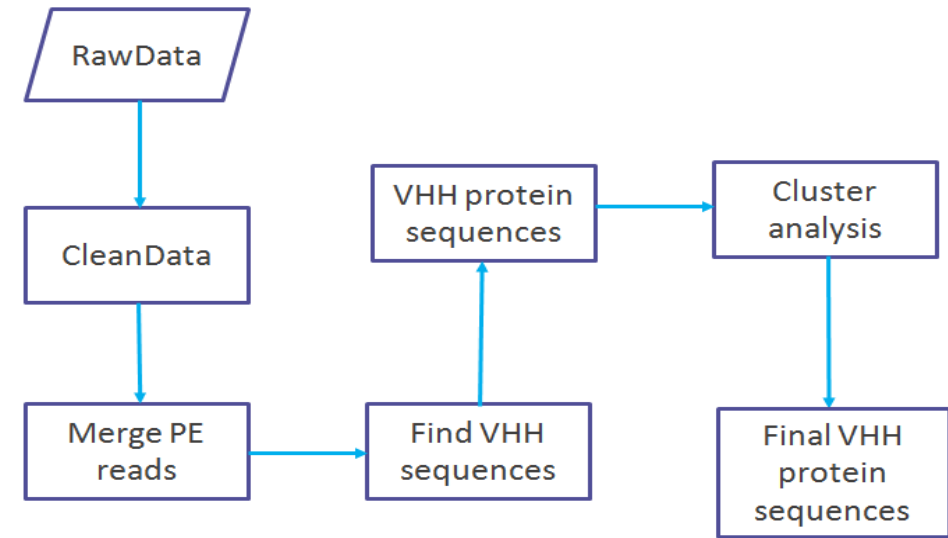 RawData
CleanData
Merge PE
reads
Find VHH
sequences
VHH protein
sequences
Cluster
analysis
Final VHH
protein
sequences